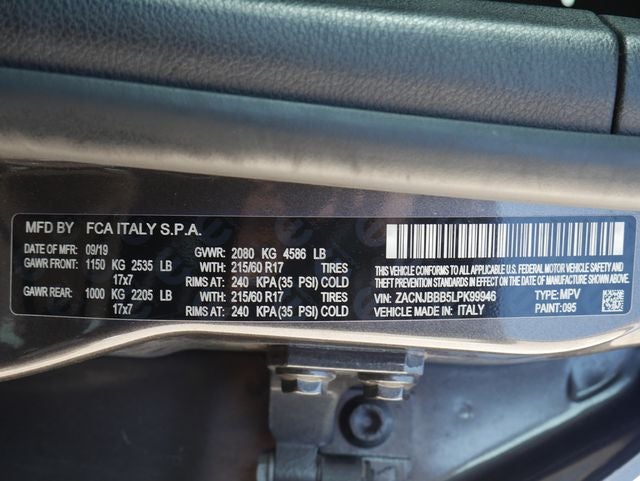 MFD BY FCA ITALY S.P.A.
DATE OF MFR: 09/19 GVWR: 2080 KG 4586 LB
GAWR FRONT: 1150 KG 2535 LB WITH: 215/60 R17 TIRES
17x7 RIMS AT: 240 KPA (35 PSI) COLD
GAWR REAR: 1000 KG 2205 LB WITH: 215/60 R17 TIRES
17x7 RIMS AT: 240 KPA (35 PSI) COLD
THIS VEHICLE CONFORMS TO ALL APPLICABLE U.S. FEDERAL MOTOR VEHICLE SAFETY AND
THEFT PREVENTION STANDARDS IN EFFECT ON THE DATE OF MANUFACTURE SHOWN ABOVE.
VIN: ZACNJBBB5LPK99946 TYPE: MPV
VEHICLE MADE IN: ITALY PAINT: 095